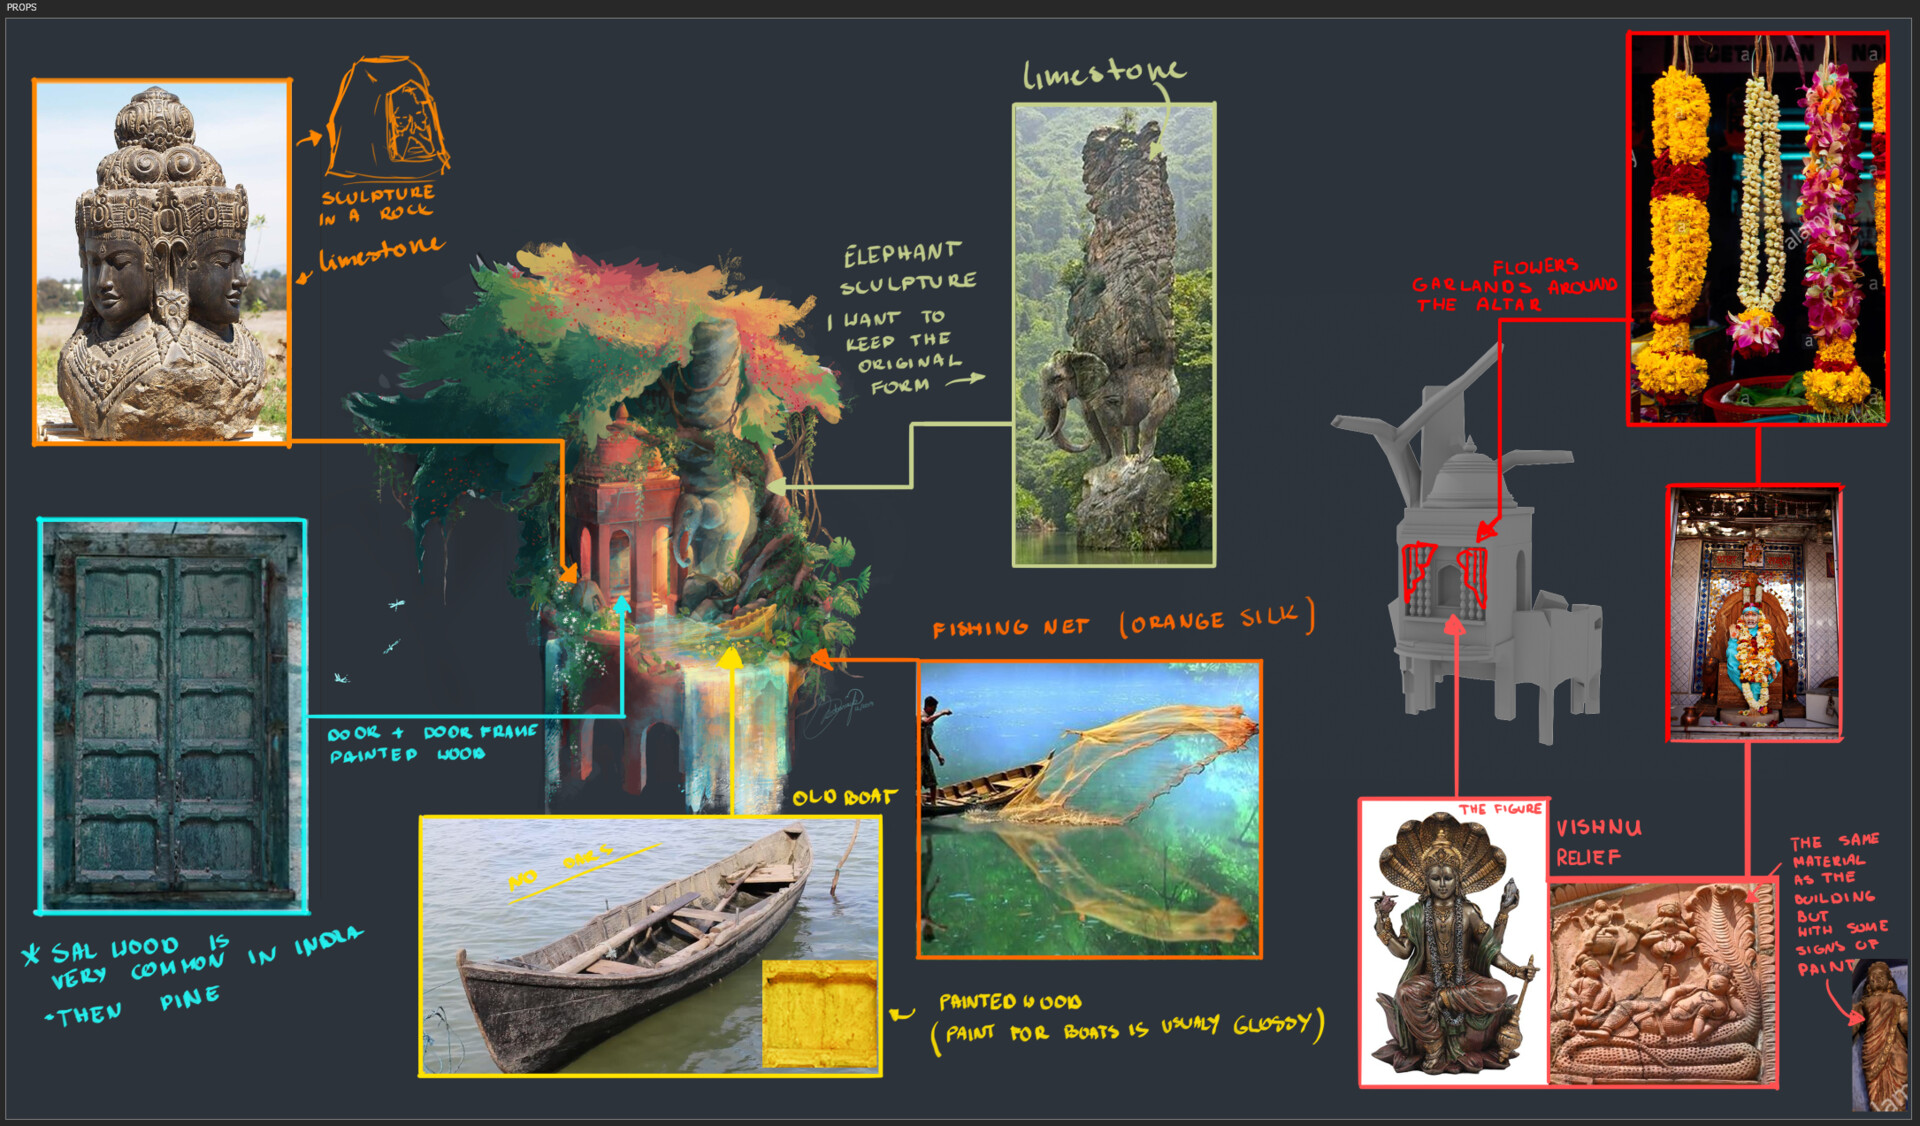 PROPS
SCULPTURE
IN A ROCK
limestone
limestone
ELEPHANT
SCULPTURE
I WANT TO
KEEP THE
ORIGINAL
FORM
FLOWERS
GARLANDS AROUND
THE ALTAR
DOOR + DOOR FRAME
PAINTED WOOD
* SAL WOOD IS
VERY COMMON IN INDIA
- THEN PINE
FISHING NET (ORANGE SILK)
OLD BOAT
NO OARS
PAINTED WOOD
(PAINT FOR BOATS IS USUALY GLOSSY)
THE FIGURE
VISHNU
RELIEF
THE SAME
MATERIAL
AS THE
BUILDING
BUT
WITH SOME
SIGNS OF
PAINT